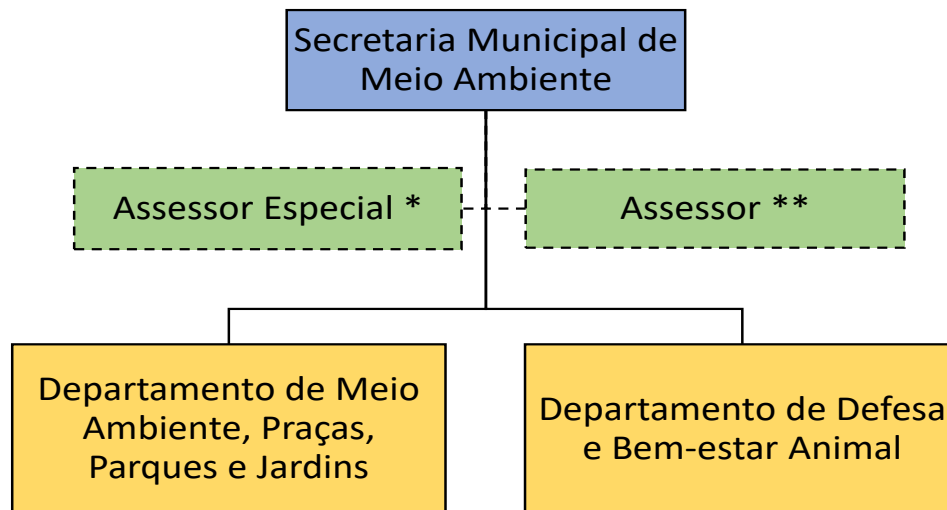 Secretaria Municipal de
Meio Ambiente
Assessor Especial *
Assessor **
Departamento de Meio
Ambiente, Praças,
Parques e Jardins
Departamento de Defesa
e Bem-estar Animal